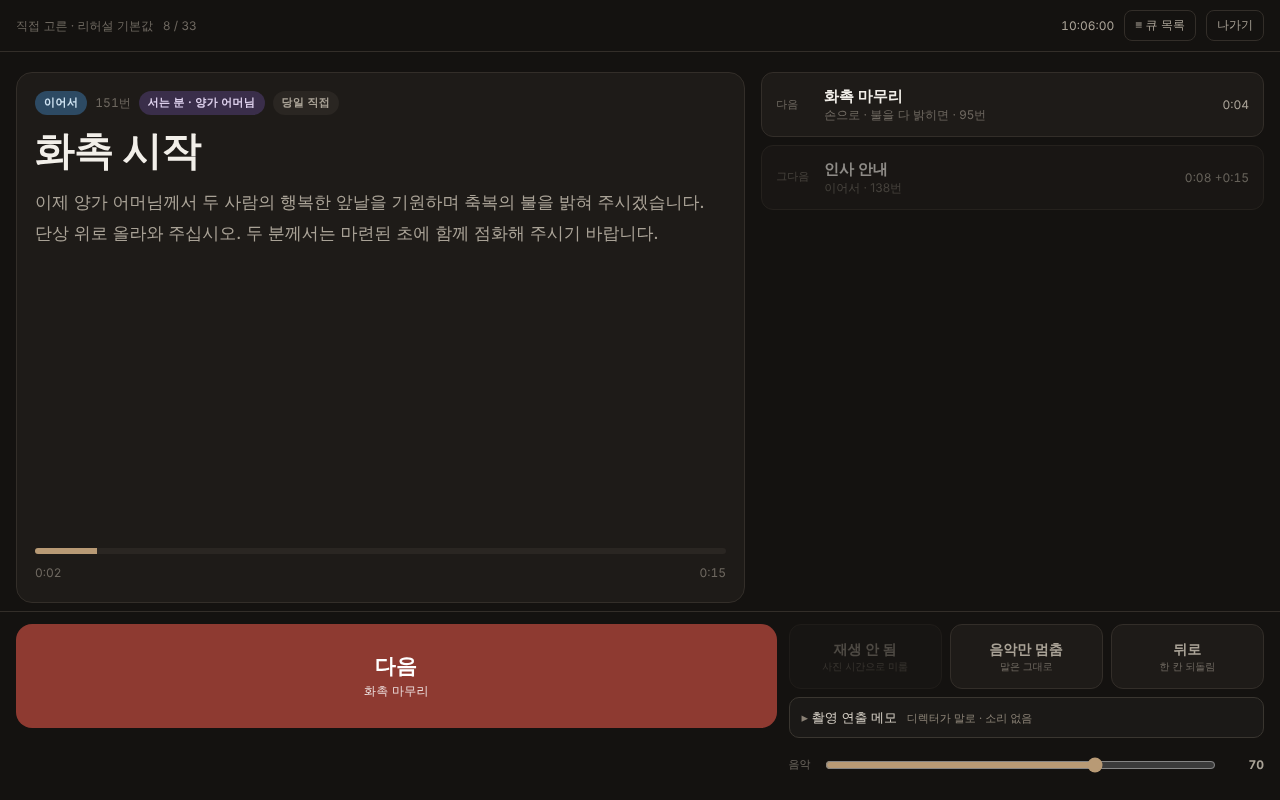 직접 고른 · 리허설 기본값 8 / 33
10:06:00
≡ 큐 목록
나가기
이어서
151번
서는 분 · 양가 어머님
당일 직접
화촉 시작
이제 양가 어머님께서 두 사람의 행복한 앞날을 기원하며 축복의 불을 밝혀 주시겠습니다.
단상 위로 올라와 주십시오. 두 분께서는 마련된 초에 함께 점화해 주시기 바랍니다.
0:02
0:15
다음
화촉 마무리
손으로 · 불을 다 밝히면 · 95번
0:04
그다음
인사 안내
이어서 · 138번
0:08 +0:15
다음
화촉 마무리
재생 안 됨
사진 시간으로 이름
음악만 멈춤
말은 그대로
뒤로
한 칸 되돌림
▸ 촬영 연출 메모 디렉터가 말로 · 소리 없음
음악
70